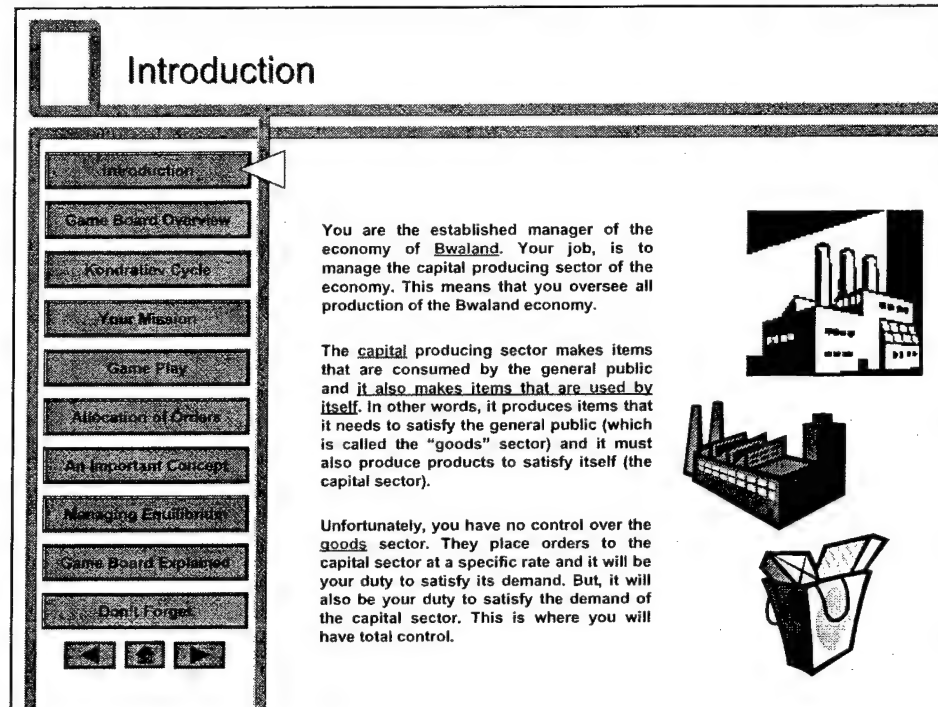 Introduction
Introduction
Game Board Overview
Kondratiev Cycle
Your Mission
Game Play
Allocation of Orders
An Important Concept
Managing Equilibrium
Game Board Explained
Don't Forget
You are the established manager of the
economy of Bwaland. Your job, is to
manage the capital producing sector of the
economy. This means that you oversee all
production of the Bwaland economy.
The capital producing sector makes items
that are consumed by the general public
and it also makes items that are used by
itself. In other words, it produces items that
it needs to satisfy the general public (which
is called the “goods” sector) and it must
also produce products to satisfy itself (the
capital sector).
Unfortunately, you have no control over the
goods sector. They place orders to the
capital sector at a specific rate and it will be
your duty to satisfy its demand. But, it will
also be your duty to satisfy the demand of
the capital sector. This is where you will
have total control.